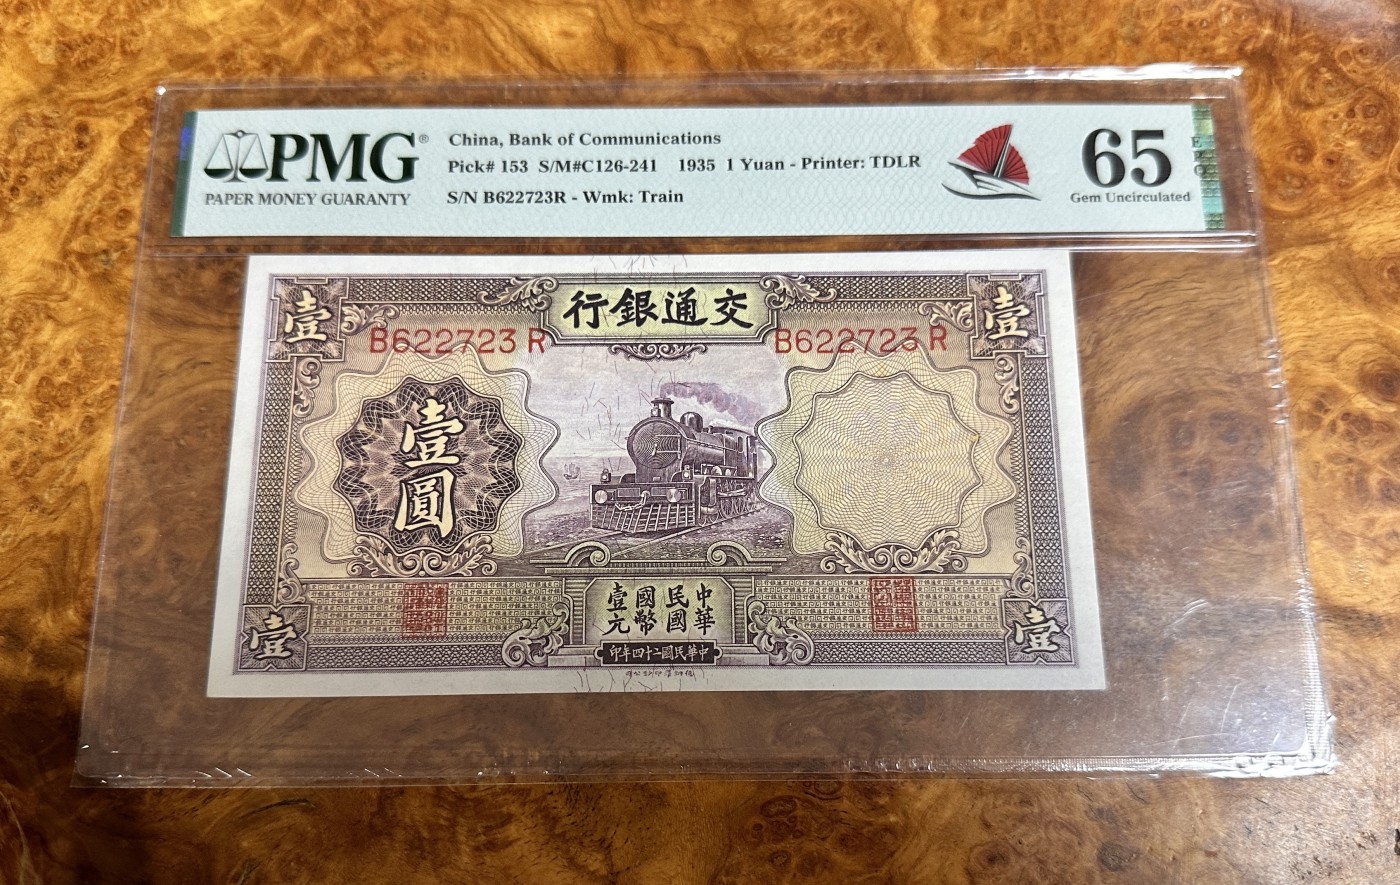 PMG®
PAPER MONEY GUARANTY
China, Bank of Communications
Pick# 153 S/M#C126-241 1935 1 Yuan - Printer: TDLR
S/N B622723R - Wmk: Train
65
Gem Uncirculated
E
P
Q
行銀通交
壹
壹
B622723 R
B622723 R
壹圓
中華民國國幣壹元
印年四十二國民華中
壹
壹